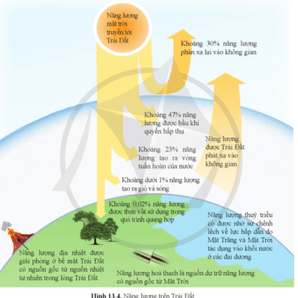 Năng lượng
mặt trời
truyền tới
Trái Đất
Khoảng 30% năng lượng
phản xạ lại vào không gian
Khoảng 47% năng
lượng được bầu khí
quyển hấp thụ
Khoảng 23% năng
lượng tạo ra vòng
tuần hoàn của nước
Năng lượng
được Trái Đất
phát xạ vào
không gian
Khoảng dưới 1% năng lượng
tạo ra gió và sóng
Khoảng 0,02% năng lượng
được thực vật sử dụng trong
quá trình quang hợp
Năng lượng thuỷ triều
có được nhờ sự chênh
lệch về lực hấp dẫn do
Mặt Trăng và Mặt Trời
tác dụng vào khối nước
ở các đại dương
Năng lượng địa nhiệt được
giải phóng ở bề mặt Trái Đất
có nguồn gốc từ nguồn nhiệt
tự nhiên trong lòng Trái Đất
Năng lượng hoá thạch là nguồn dự trữ năng lượng
có nguồn gốc từ Mặt Trời
Hình 13.4. Năng lượng trên Trái Đất